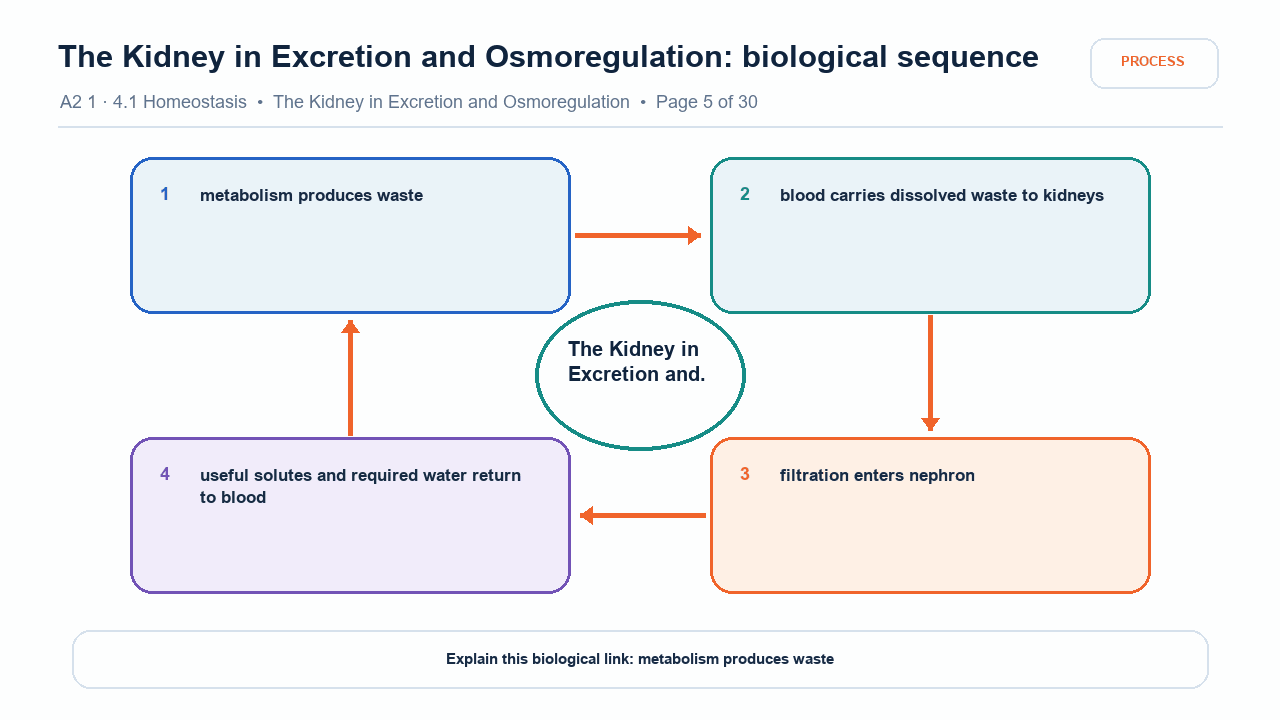 The Kidney in Excretion and Osmoregulation: biological sequence
PROCESS
A2 1 · 4.1 Homeostasis • The Kidney in Excretion and Osmoregulation • Page 5 of 30
1 metabolism produces waste
2 blood carries dissolved waste to kidneys
The Kidney in
Excretion and.
4 useful solutes and required water return
to blood
3 filtration enters nephron
Explain this biological link: metabolism produces waste